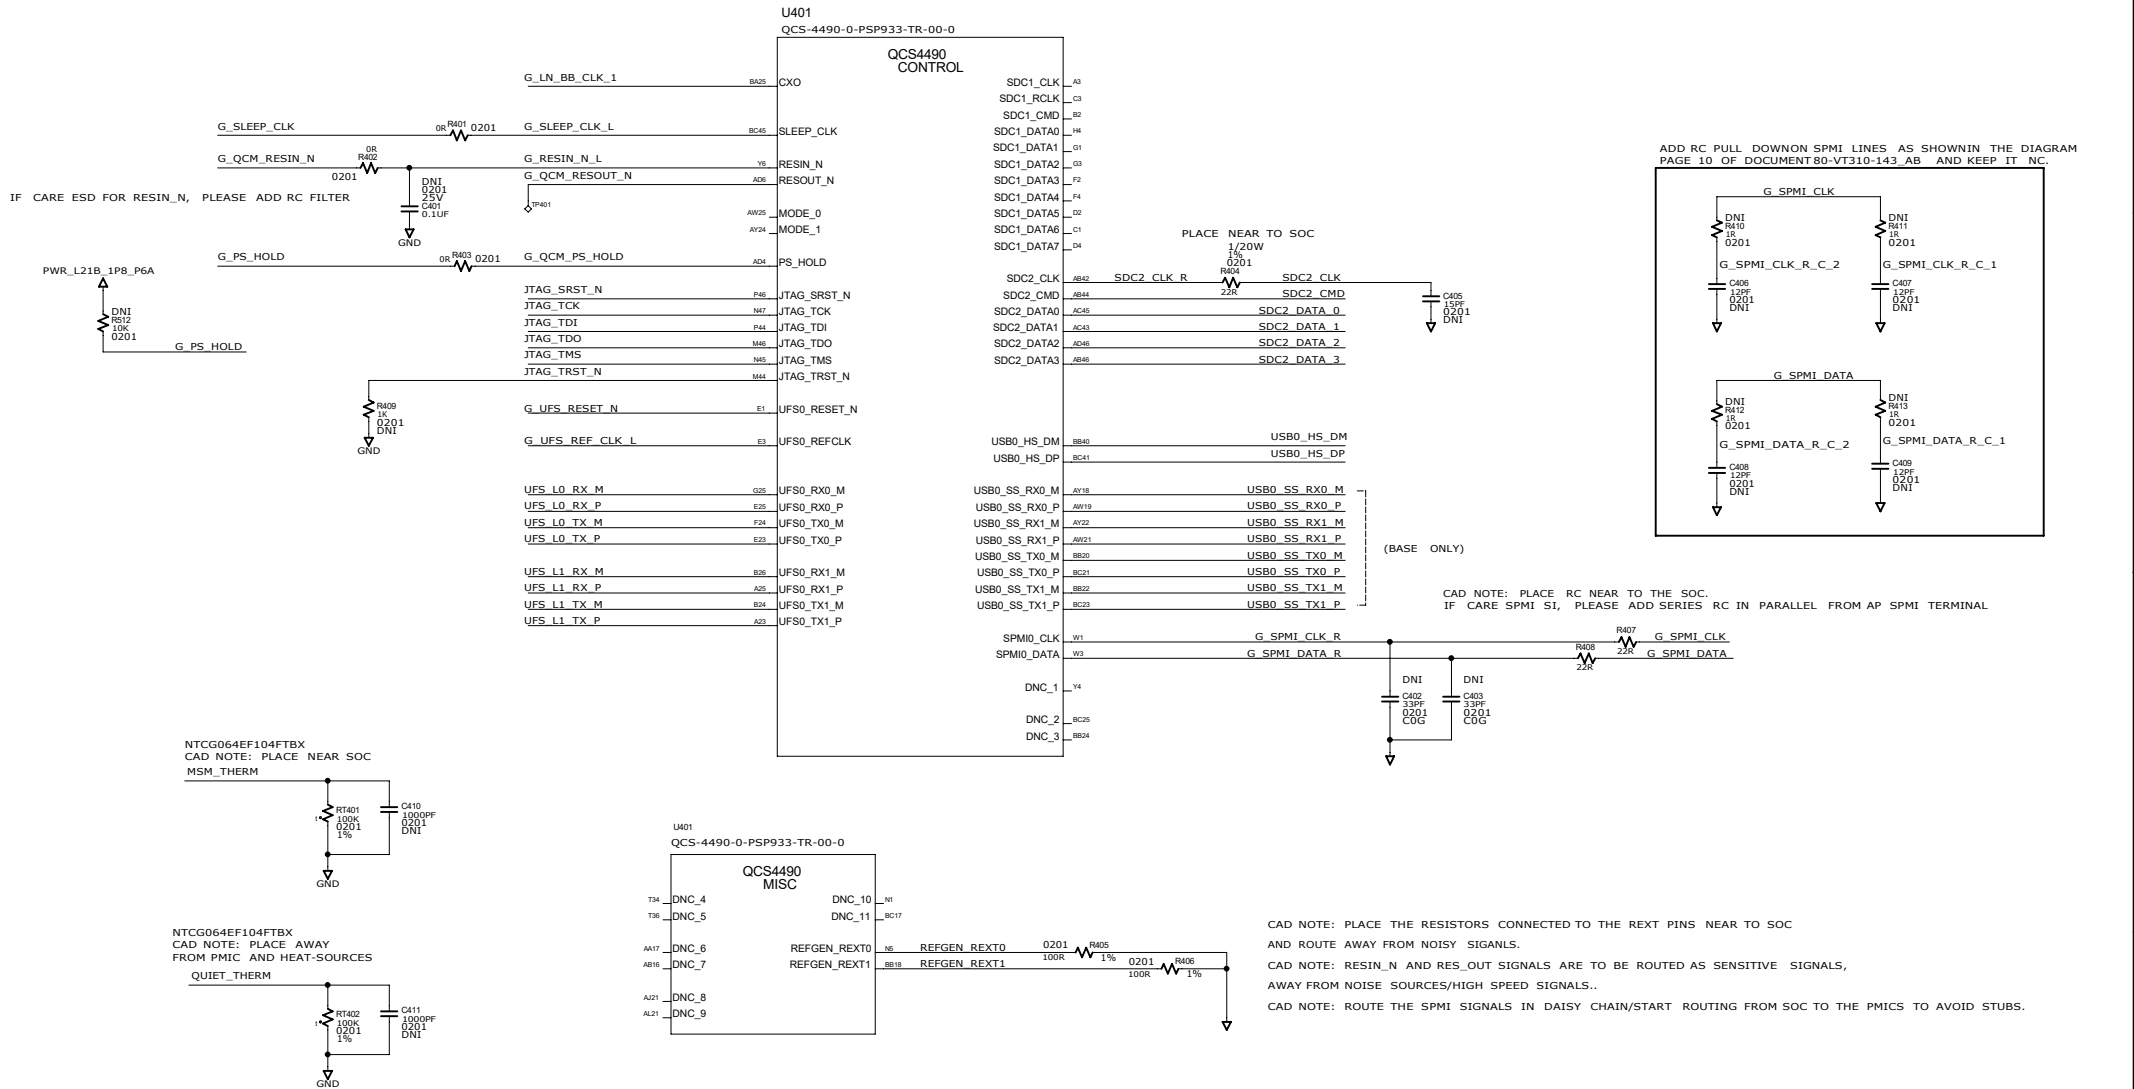 U401
QCS-4490-0-PSP933-TR-00-0
QCS4490
CONTROL
G_LN_BB_CLK_1 BA25 CXO
G_SLEEP_CLK 0R R401 0201 G_SLEEP_CLK_L BC45 SLEEP_CLK
0R
G_QCM_RESIN_N R402 G_RESIN_N_L Y6 RESIN_N
0201
G_QCM_RESOUT_N AD6 RESOUT_N
IF CARE ESD FOR RESIN_N, PLEASE ADD RC FILTER
DNI
0201
25V
C401
0.1UF
GND
TP401
AW25 MODE_0
AY24 MODE_1
G_PS_HOLD 0R R403 0201 G_QCM_PS_HOLD AD4 PS_HOLD
PWR_L21B_1P8_P6A
DNI
R512
10K
0201
G_PS_HOLD
JTAG_SRST_N P46 JTAG_SRST_N
JTAG_TCK N47 JTAG_TCK
JTAG_TDI P44 JTAG_TDI
JTAG_TDO M46 JTAG_TDO
JTAG_TMS N45 JTAG_TMS
JTAG_TRST_N M44 JTAG_TRST_N
R409
1K
0201
DNI
GND
G_UFS_RESET_N E1 UFS0_RESET_N
G_UFS_REF_CLK_L E3 UFS0_REFCLK
UFS_L0_RX_M G25 UFS0_RX0_M
UFS_L0_RX_P E25 UFS0_RX0_P
UFS_L0_TX_M F24 UFS0_TX0_M
UFS_L0_TX_P E23 UFS0_TX0_P
UFS_L1_RX_M B26 UFS0_RX1_M
UFS_L1_RX_P A25 UFS0_RX1_P
UFS_L1_TX_M B24 UFS0_TX1_M
UFS_L1_TX_P A23 UFS0_TX1_P
SDC1_CLK A3
SDC1_RCLK C3
SDC1_CMD B2
SDC1_DATA0 H4
SDC1_DATA1 G1
SDC1_DATA2 G3
SDC1_DATA3 F2
SDC1_DATA4 F4
SDC1_DATA5 D2
SDC1_DATA6 C1
SDC1_DATA7 D4
PLACE NEAR TO SOC
1/20W
1%
0201
R404
22R
SDC2_CLK AB42 SDC2_CLK_R SDC2_CLK
SDC2_CMD AB44 SDC2_CMD
SDC2_DATA0 AC45 SDC2_DATA_0
SDC2_DATA1 AC43 SDC2_DATA_1
SDC2_DATA2 AD46 SDC2_DATA_2
SDC2_DATA3 AB46 SDC2_DATA_3
C405
15PF
0201
DNI
USB0_HS_DM BB40 USB0_HS_DM
USB0_HS_DP BC41 USB0_HS_DP
USB0_SS_RX0_M AY18 USB0_SS_RX0_M
USB0_SS_RX0_P AW19 USB0_SS_RX0_P
USB0_SS_RX1_M AY22 USB0_SS_RX1_M
USB0_SS_RX1_P AW21 USB0_SS_RX1_P
USB0_SS_TX0_M BB20 USB0_SS_TX0_M
USB0_SS_TX0_P BC21 USB0_SS_TX0_P
USB0_SS_TX1_M BB22 USB0_SS_TX1_M
USB0_SS_TX1_P BC23 USB0_SS_TX1_P
(BASE ONLY)
CAD NOTE: PLACE RC NEAR TO THE SOC.
IF CARE SPMI SI, PLEASE ADD SERIES RC IN PARALLEL FROM AP SPMI TERMINAL
SPMI0_CLK W1 G_SPMI_CLK_R R407 22R G_SPMI_CLK
SPMI0_DATA W3 G_SPMI_DATA_R R408 22R G_SPMI_DATA
DNI
C402
33PF
0201
C0G
DNI
C403
33PF
0201
C0G
DNC_1 Y4
DNC_2 BC25
DNC_3 BB24
ADD RC PULL DOWNON SPMI LINES AS SHOWNIN THE DIAGRAM
PAGE 10 OF DOCUMENT 80-VT310-143_AB AND KEEP IT NC.
G_SPMI_CLK
DNI
R410
1R
0201
DNI
R411
1R
0201
G_SPMI_CLK_R_C_2 G_SPMI_CLK_R_C_1
C406
12PF
0201
DNI
C407
12PF
0201
DNI
G_SPMI_DATA
DNI
R412
1R
0201
DNI
R413
1R
0201
G_SPMI_DATA_R_C_2 G_SPMI_DATA_R_C_1
C408
12PF
0201
DNI
C409
12PF
0201
DNI
NTCG064EF104FTBX
CAD NOTE: PLACE NEAR SOC
MSM_THERM
t°
RT401
100K
0201
1%
C410
1000PF
0201
DNI
GND
NTCG064EF104FTBX
CAD NOTE: PLACE AWAY
FROM PMIC AND HEAT-SOURCES
QUIET_THERM
t°
RT402
100K
0201
1%
C411
1000PF
0201
DNI
GND
U401
QCS-4490-0-PSP933-TR-00-0
QCS4490
MISC
T34 DNC_4
T36 DNC_5
AA17 DNC_6
AB16 DNC_7
AJ21 DNC_8
AL21 DNC_9
DNC_10 N1
DNC_11 BC17
REFGEN_REXT0 N5 REFGEN_REXT0 0201 R405
100R 1%
REFGEN_REXT1 BB18 REFGEN_REXT1 0201 R406
100R 1%
CAD NOTE: PLACE THE RESISTORS CONNECTED TO THE REXT PINS NEAR TO SOC
AND ROUTE AWAY FROM NOISY SIGANLS.
CAD NOTE: RESIN_N AND RES_OUT SIGNALS ARE TO BE ROUTED AS SENSITIVE SIGNALS,
AWAY FROM NOISE SOURCES/HIGH SPEED SIGNALS..
CAD NOTE: ROUTE THE SPMI SIGNALS IN DAISY CHAIN/START ROUTING FROM SOC TO THE PMICS TO AVOID STUBS.